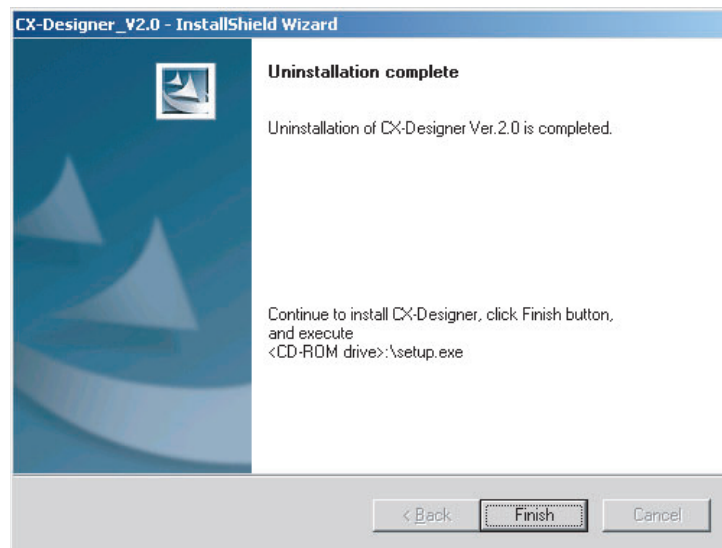 CX-Designer_V2.0 - InstallShield Wizard
Uninstallation complete
Uninstallation of CX-Designer Ver.2.0 is completed.
Continue to install CX-Designer, click Finish button,
and execute
<CD-ROM drive>:\setup.exe
< Back
Finish
Cancel